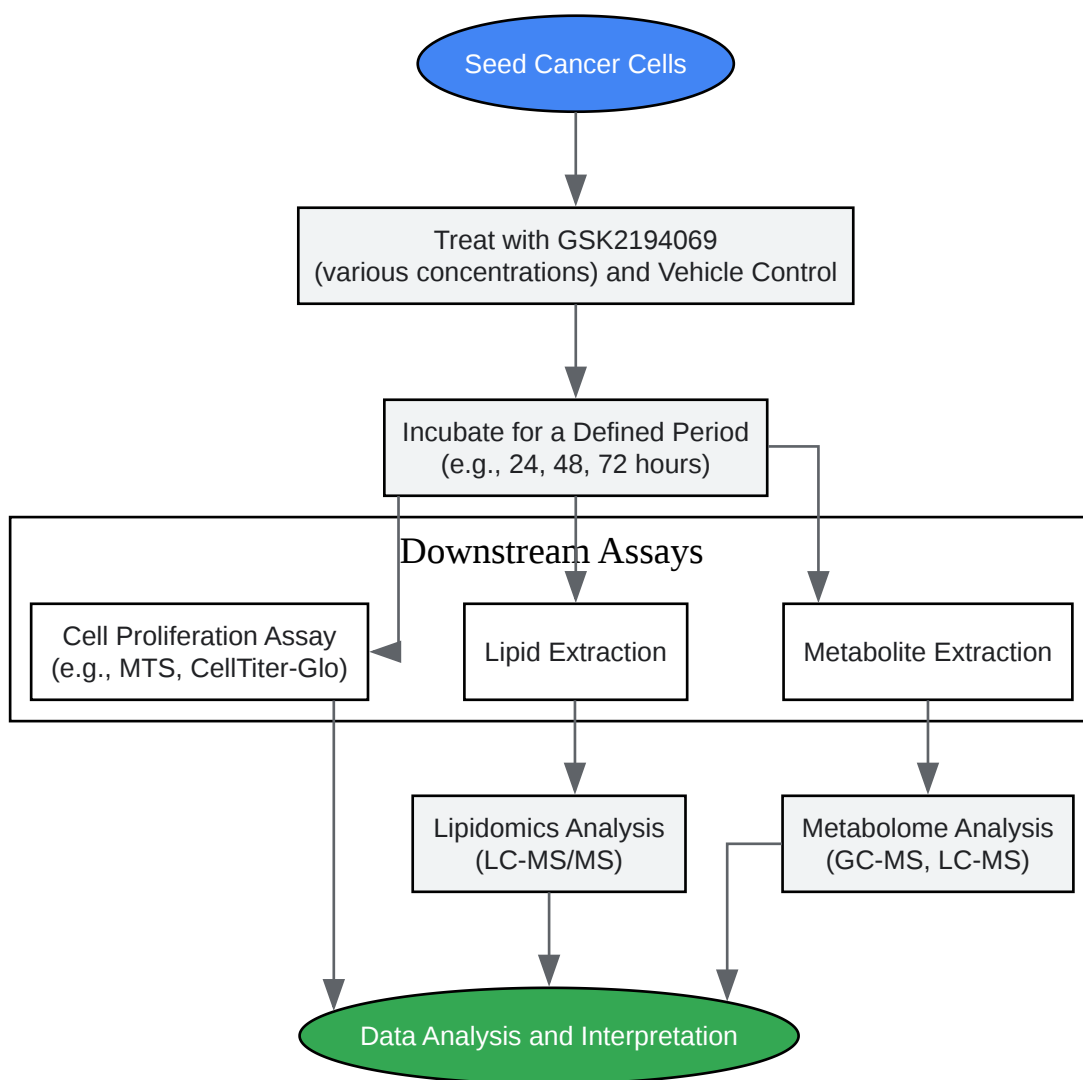 Seed Cancer Cells
Treat with GSK2194069
(various concentrations) and Vehicle Control
Incubate for a Defined Period
(e.g., 24, 48, 72 hours)
Downstream Assays
Cell Proliferation Assay
(e.g., MTS, CellTiter-Glo)
Lipid Extraction
Metabolite Extraction
Lipidomics Analysis
(LC-MS/MS)
Metabolome Analysis
(GC-MS, LC-MS)
Data Analysis and Interpretation